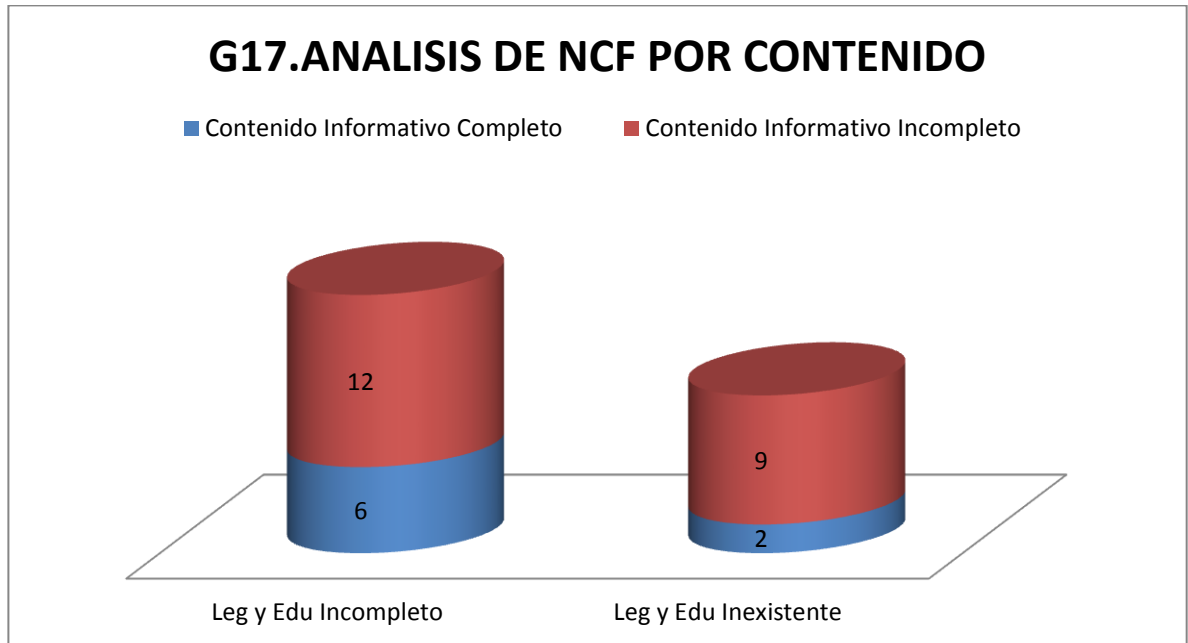 G17.ANALISIS DE NCF POR CONTENIDO
Contenido Informativo Completo Contenido Informativo Incompleto
12
9
6
2
Leg y Edu Incompleto Leg y Edu Inexistente